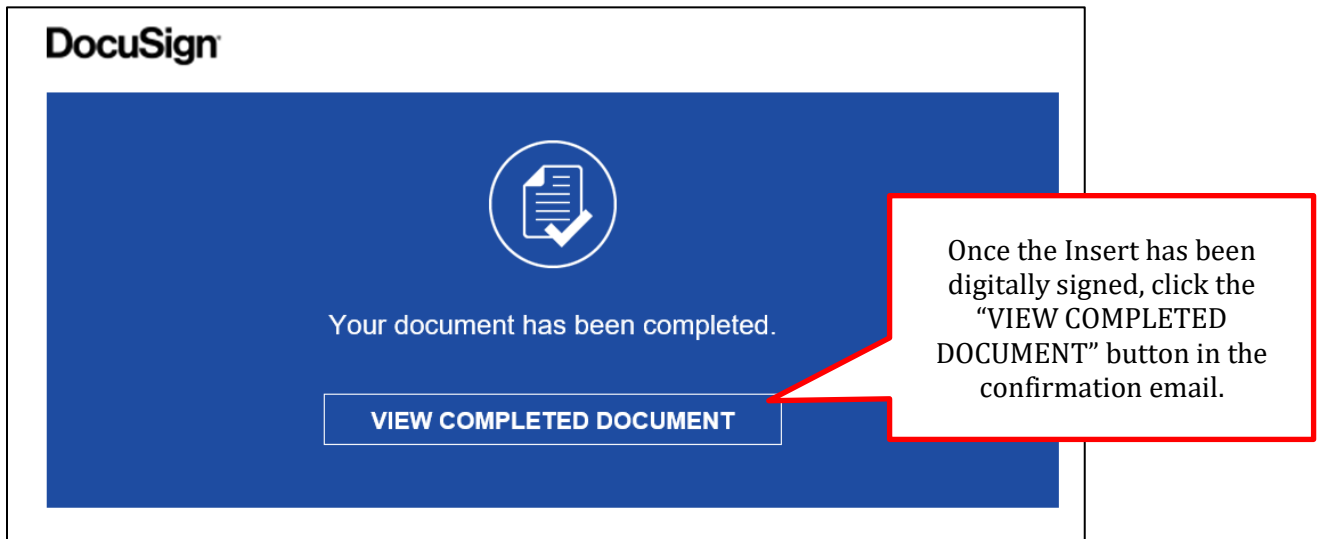 DocuSign
Your document has been completed.
VIEW COMPLETED DOCUMENT
Once the Insert has been
digitally signed, click the
“VIEW COMPLETED
DOCUMENT” button in the
confirmation email.